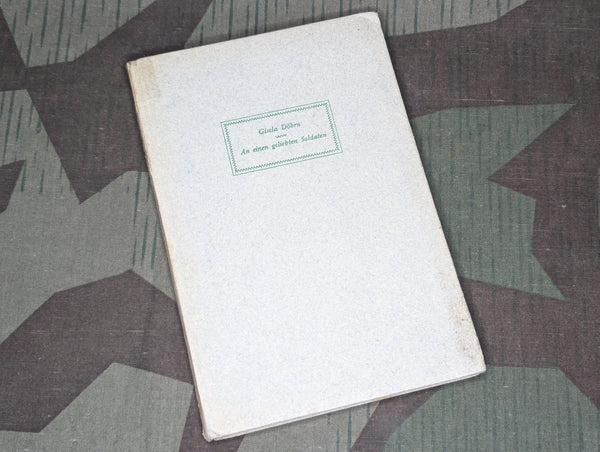 Gisela Döhrn
An einen geliebten Soldaten